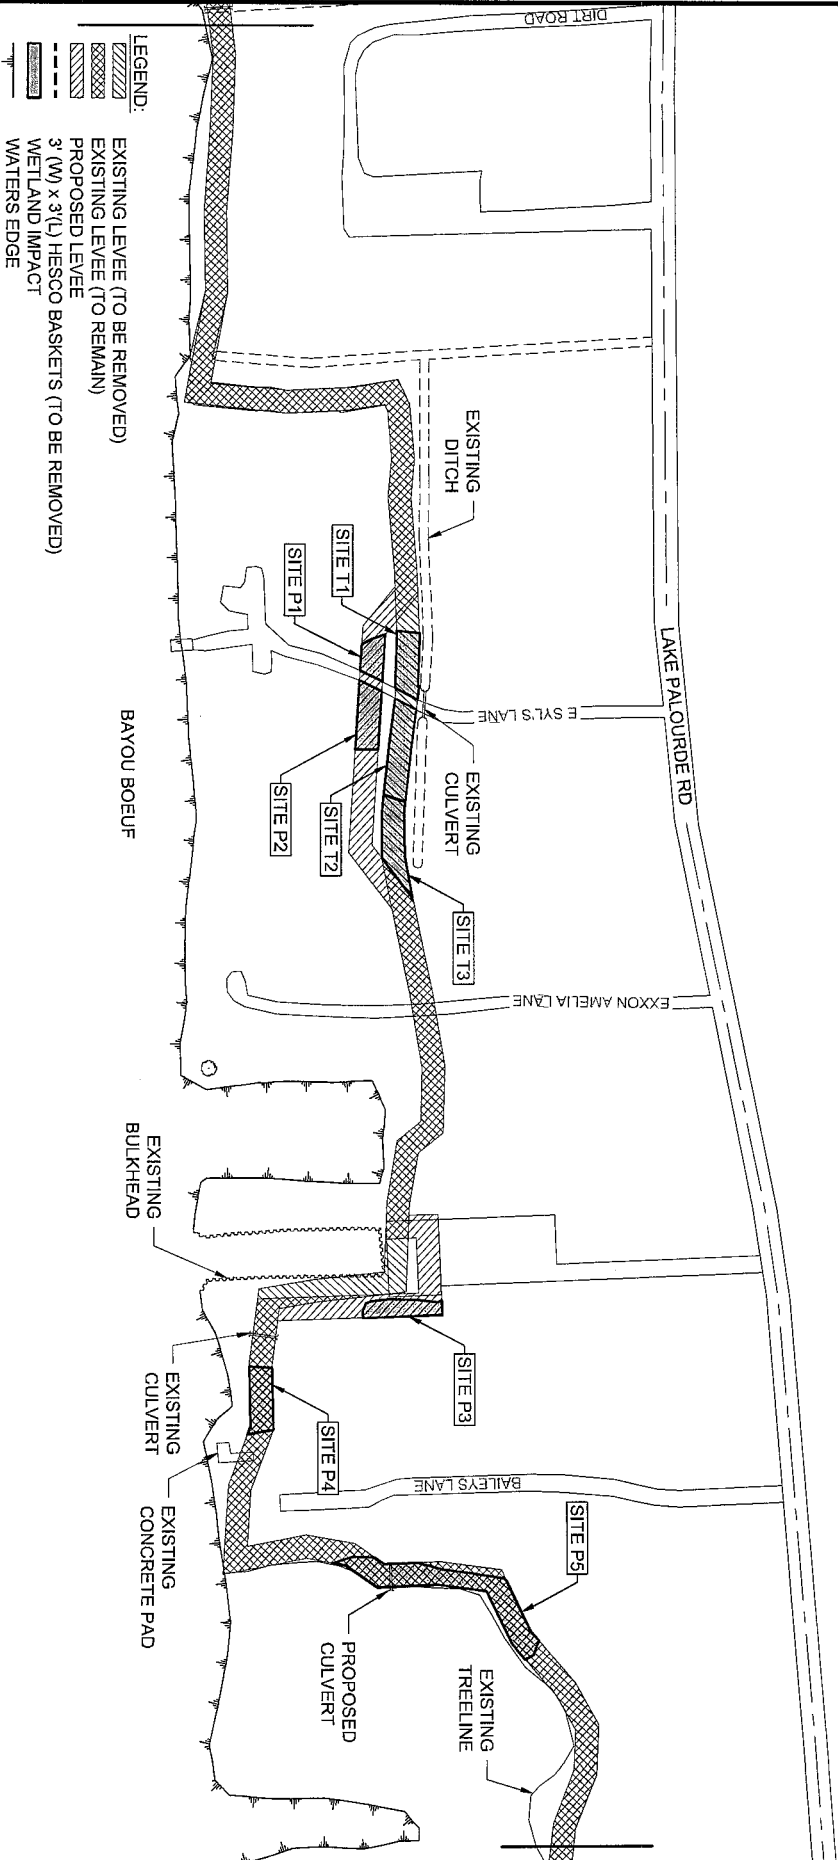 DIRT ROAD
LAKE PALOURDE RD
E SYL'S LANE
EXXON AMELIA LANE
BAILEYS LANE
EXISTING
DITCH
SITE T1
SITE P1
EXISTING
CULVERT
SITE T2
SITE P2
SITE T3
BAYOU BOEUF
EXISTING
BULKHEAD
SITE P3
EXISTING
CULVERT
SITE P4
EXISTING
CONCRETE PAD
SITE P5
PROPOSED
CULVERT
EXISTING
TREELINE
LEGEND:
EXISTING LEVEE (TO BE REMOVED)
EXISTING LEVEE (TO REMAIN)
PROPOSED LEVEE
3' (W) x 3'(L) HESCO BASKETS (TO BE REMOVED)
WETLAND IMPACT
WATERS EDGE